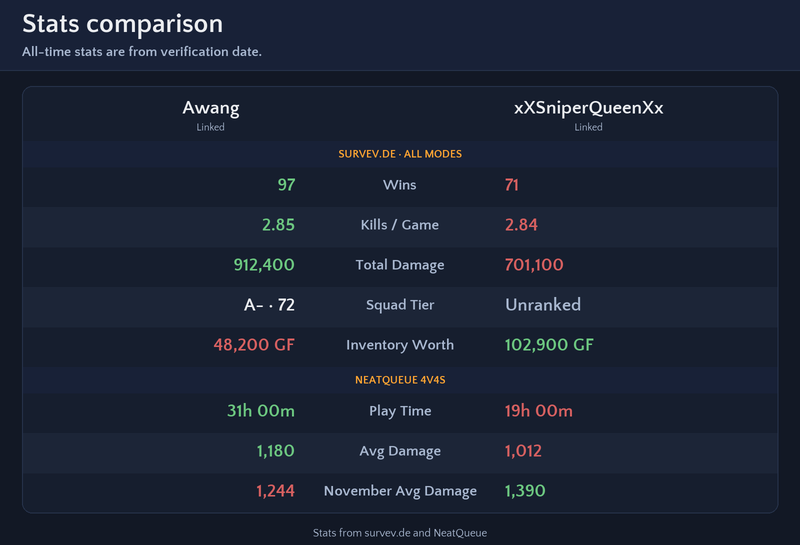 Stats comparison
All-time stats are from verification date.
Awang xXSniperQueenXx
Linked Linked
SURVEV.DE · ALL MODES
97 Wins 71
2.85 Kills / Game 2.84
912,400 Total Damage 701,100
A- · 72 Squad Tier Unranked
48,200 GF Inventory Worth 102,900 GF
NEATQUEUE 4V4S
31h 00m Play Time 19h 00m
1,180 Avg Damage 1,012
1,244 November Avg Damage 1,390
Stats from survev.de and NeatQueue